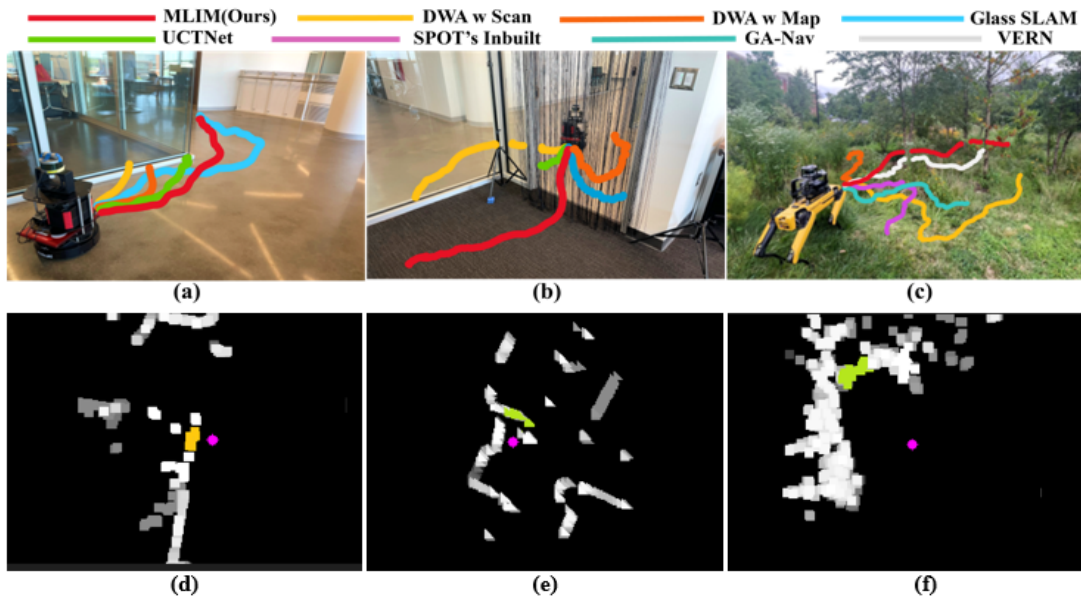 MLIM(Ours) DWA w Scan DWA w Map Glass SLAM
UCTNet SPOT's Inbuilt GA-Nav VERN
(a) (b) (c)
(d) (e) (f)